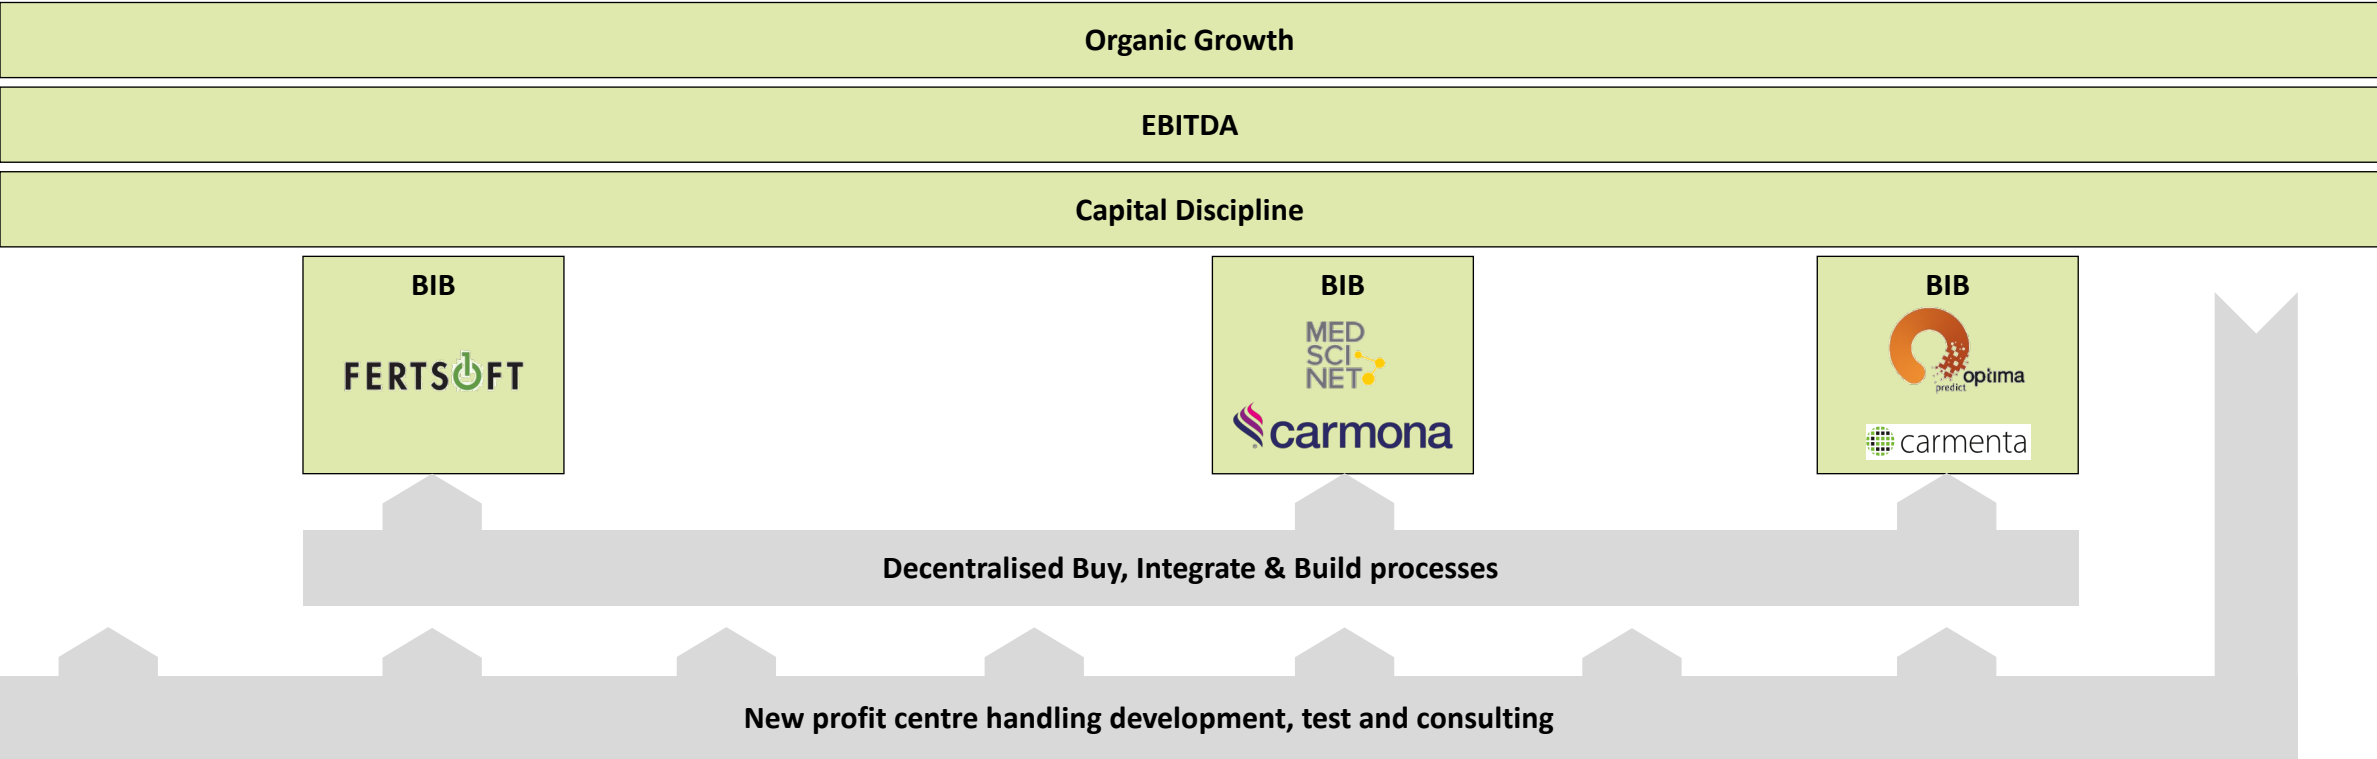 Organic Growth
EBITDA
Capital Discipline
BIB
FERTSOFT
BIB
MED
SCI
NET
carmona
BIB
optima
predict
carmenta
Decentralised Buy, Integrate & Build processes
New profit centre handling development, test and consulting